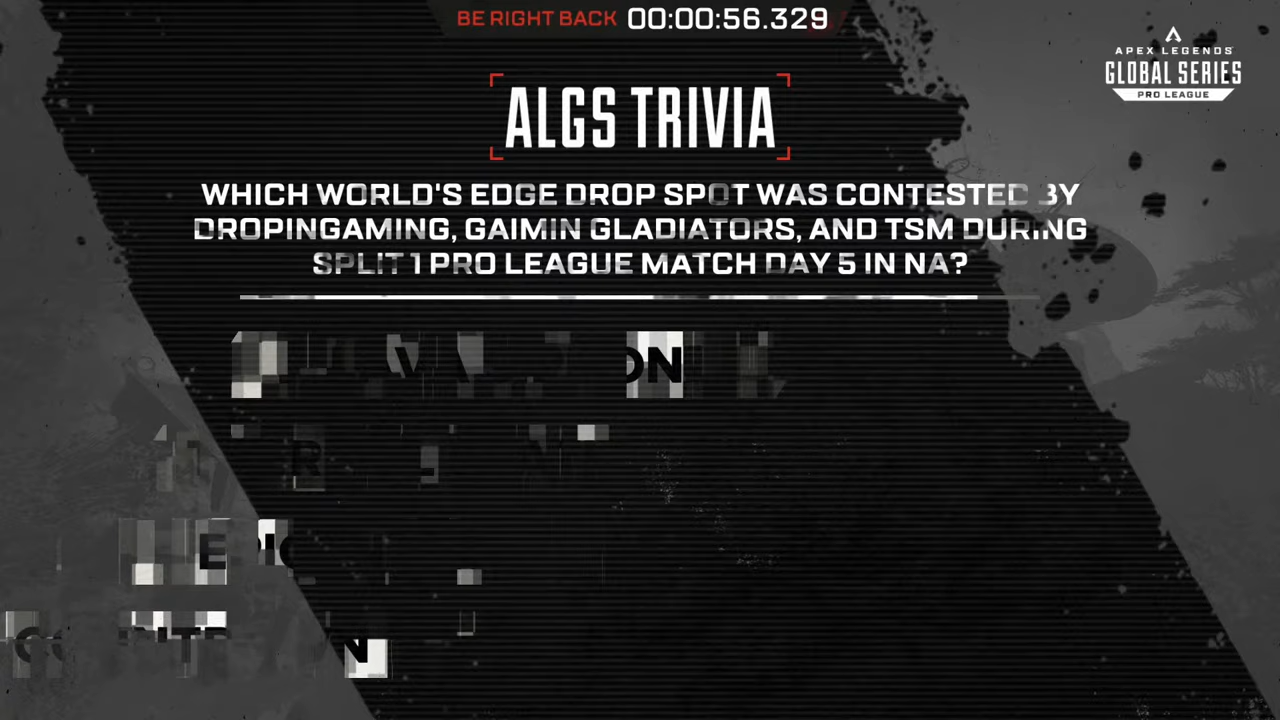 BE RIGHT BACK 00:00:56.329
APEX LEGENDS
GLOBAL SERIES
PRO LEAGUE
ALGS TRIVIA
WHICH WORLD'S EDGE DROP SPOT WAS CONTESTED BY
DROPINGAMING, GAIMIN GLADIATORS, AND TSM DURING
SPLIT 1 PRO LEAGUE MATCH DAY 5 IN NA?